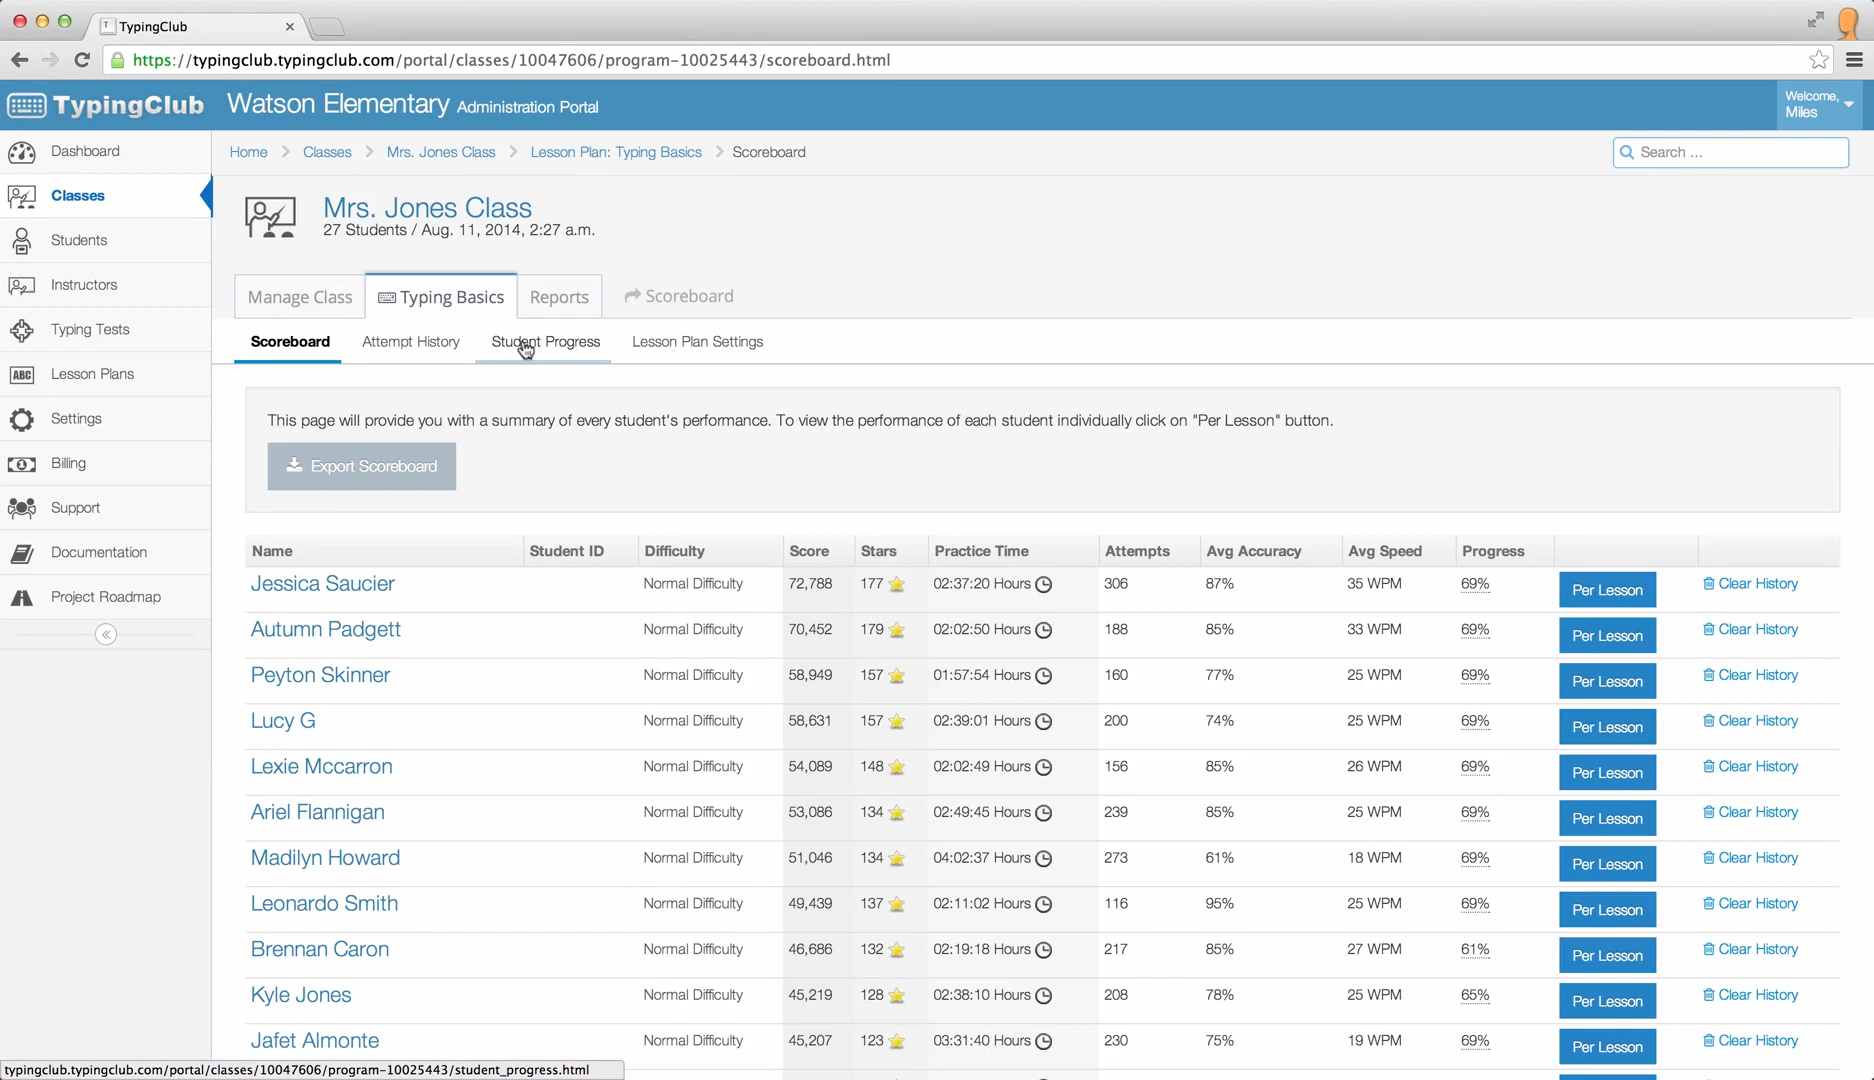 TypingClub
https://typingclub.typingclub.com/portal/classes/10047606/program-10025443/scoreboard.html
TypingClub Watson Elementary Administration Portal
Welcome,
Miles
Dashboard
Classes
Students
Instructors
Typing Tests
ABC Lesson Plans
Settings
Billing
Support
Documentation
Project Roadmap
Home Classes Mrs. Jones Class Lesson Plan: Typing Basics Scoreboard
Search ...
Mrs. Jones Class
27 Students / Aug. 11, 2014, 2:27 a.m.
Manage Class Typing Basics Reports Scoreboard
Scoreboard Attempt History Student Progress Lesson Plan Settings
This page will provide you with a summary of every student's performance. To view the performance of each student individually click on "Per Lesson" button.
Export Scoreboard
Name Student ID Difficulty Score Stars Practice Time Attempts Avg Accuracy Avg Speed Progress
Jessica Saucier Normal Difficulty 72,788 177 02:37:20 Hours 306 87% 35 WPM 69% Per Lesson Clear History
Autumn Padgett Normal Difficulty 70,452 179 02:02:50 Hours 188 85% 33 WPM 69% Per Lesson Clear History
Peyton Skinner Normal Difficulty 58,949 157 01:57:54 Hours 160 77% 25 WPM 69% Per Lesson Clear History
Lucy G Normal Difficulty 58,631 157 02:39:01 Hours 200 74% 25 WPM 69% Per Lesson Clear History
Lexie Mccarron Normal Difficulty 54,089 148 02:02:49 Hours 156 85% 26 WPM 69% Per Lesson Clear History
Ariel Flannigan Normal Difficulty 53,086 134 02:49:45 Hours 239 85% 25 WPM 69% Per Lesson Clear History
Madilyn Howard Normal Difficulty 51,046 134 04:02:37 Hours 273 61% 18 WPM 69% Per Lesson Clear History
Leonardo Smith Normal Difficulty 49,439 137 02:11:02 Hours 116 95% 25 WPM 69% Per Lesson Clear History
Brennan Caron Normal Difficulty 46,686 132 02:19:18 Hours 217 85% 27 WPM 61% Per Lesson Clear History
Kyle Jones Normal Difficulty 45,219 128 02:38:10 Hours 208 78% 25 WPM 65% Per Lesson Clear History
Jafet Almonte Normal Difficulty 45,207 123 03:31:40 Hours 230 75% 19 WPM 69% Per Lesson Clear History
typingclub.typingclub.com/portal/classes/10047606/program-10025443/student_progress.html